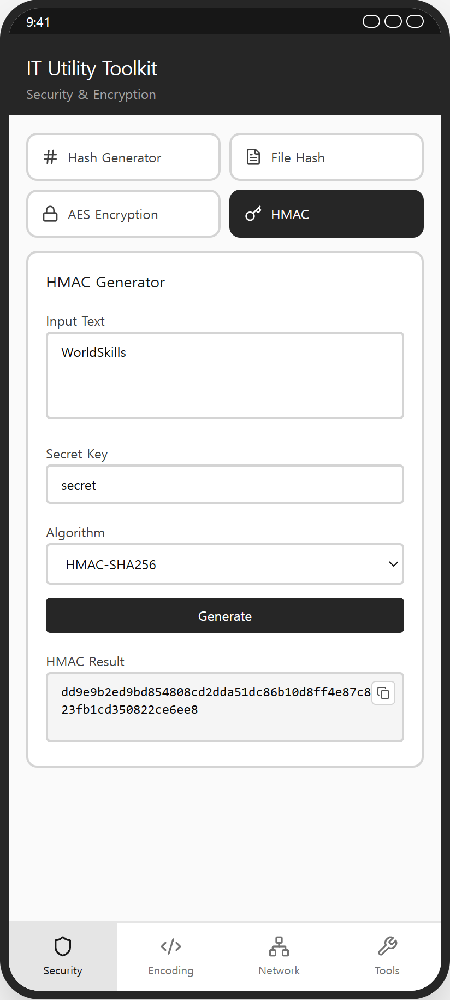 9:41
IT Utility Toolkit
Security & Encryption
Hash Generator
File Hash
AES Encryption
HMAC
HMAC Generator
Input Text
WorldSkills
Secret Key
secret
Algorithm
HMAC-SHA256
Generate
HMAC Result
dd9e9b2ed9bd854808cd2dda51dc86b10d8ff4e87c8
23fb1cd350822ce6ee8
Security
Encoding
Network
Tools